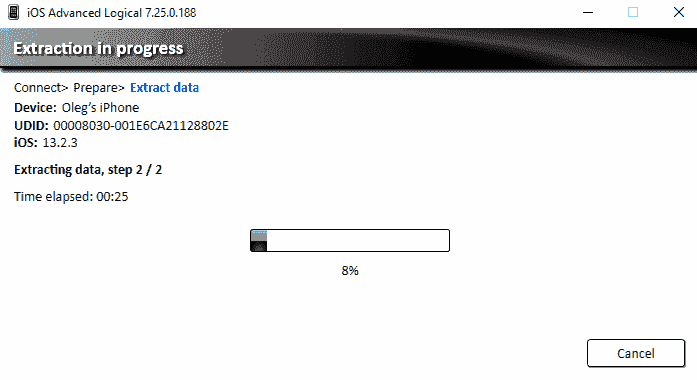 iOS Advanced Logical 7.25.0.188
Extraction in progress
Connect> Prepare> Extract data
Device: Oleg’s iPhone
UDID: 00008030-001E6CA21128802E
iOS: 13.2.3
Extracting data, step 2 / 2
Time elapsed: 00:25
8%
Cancel